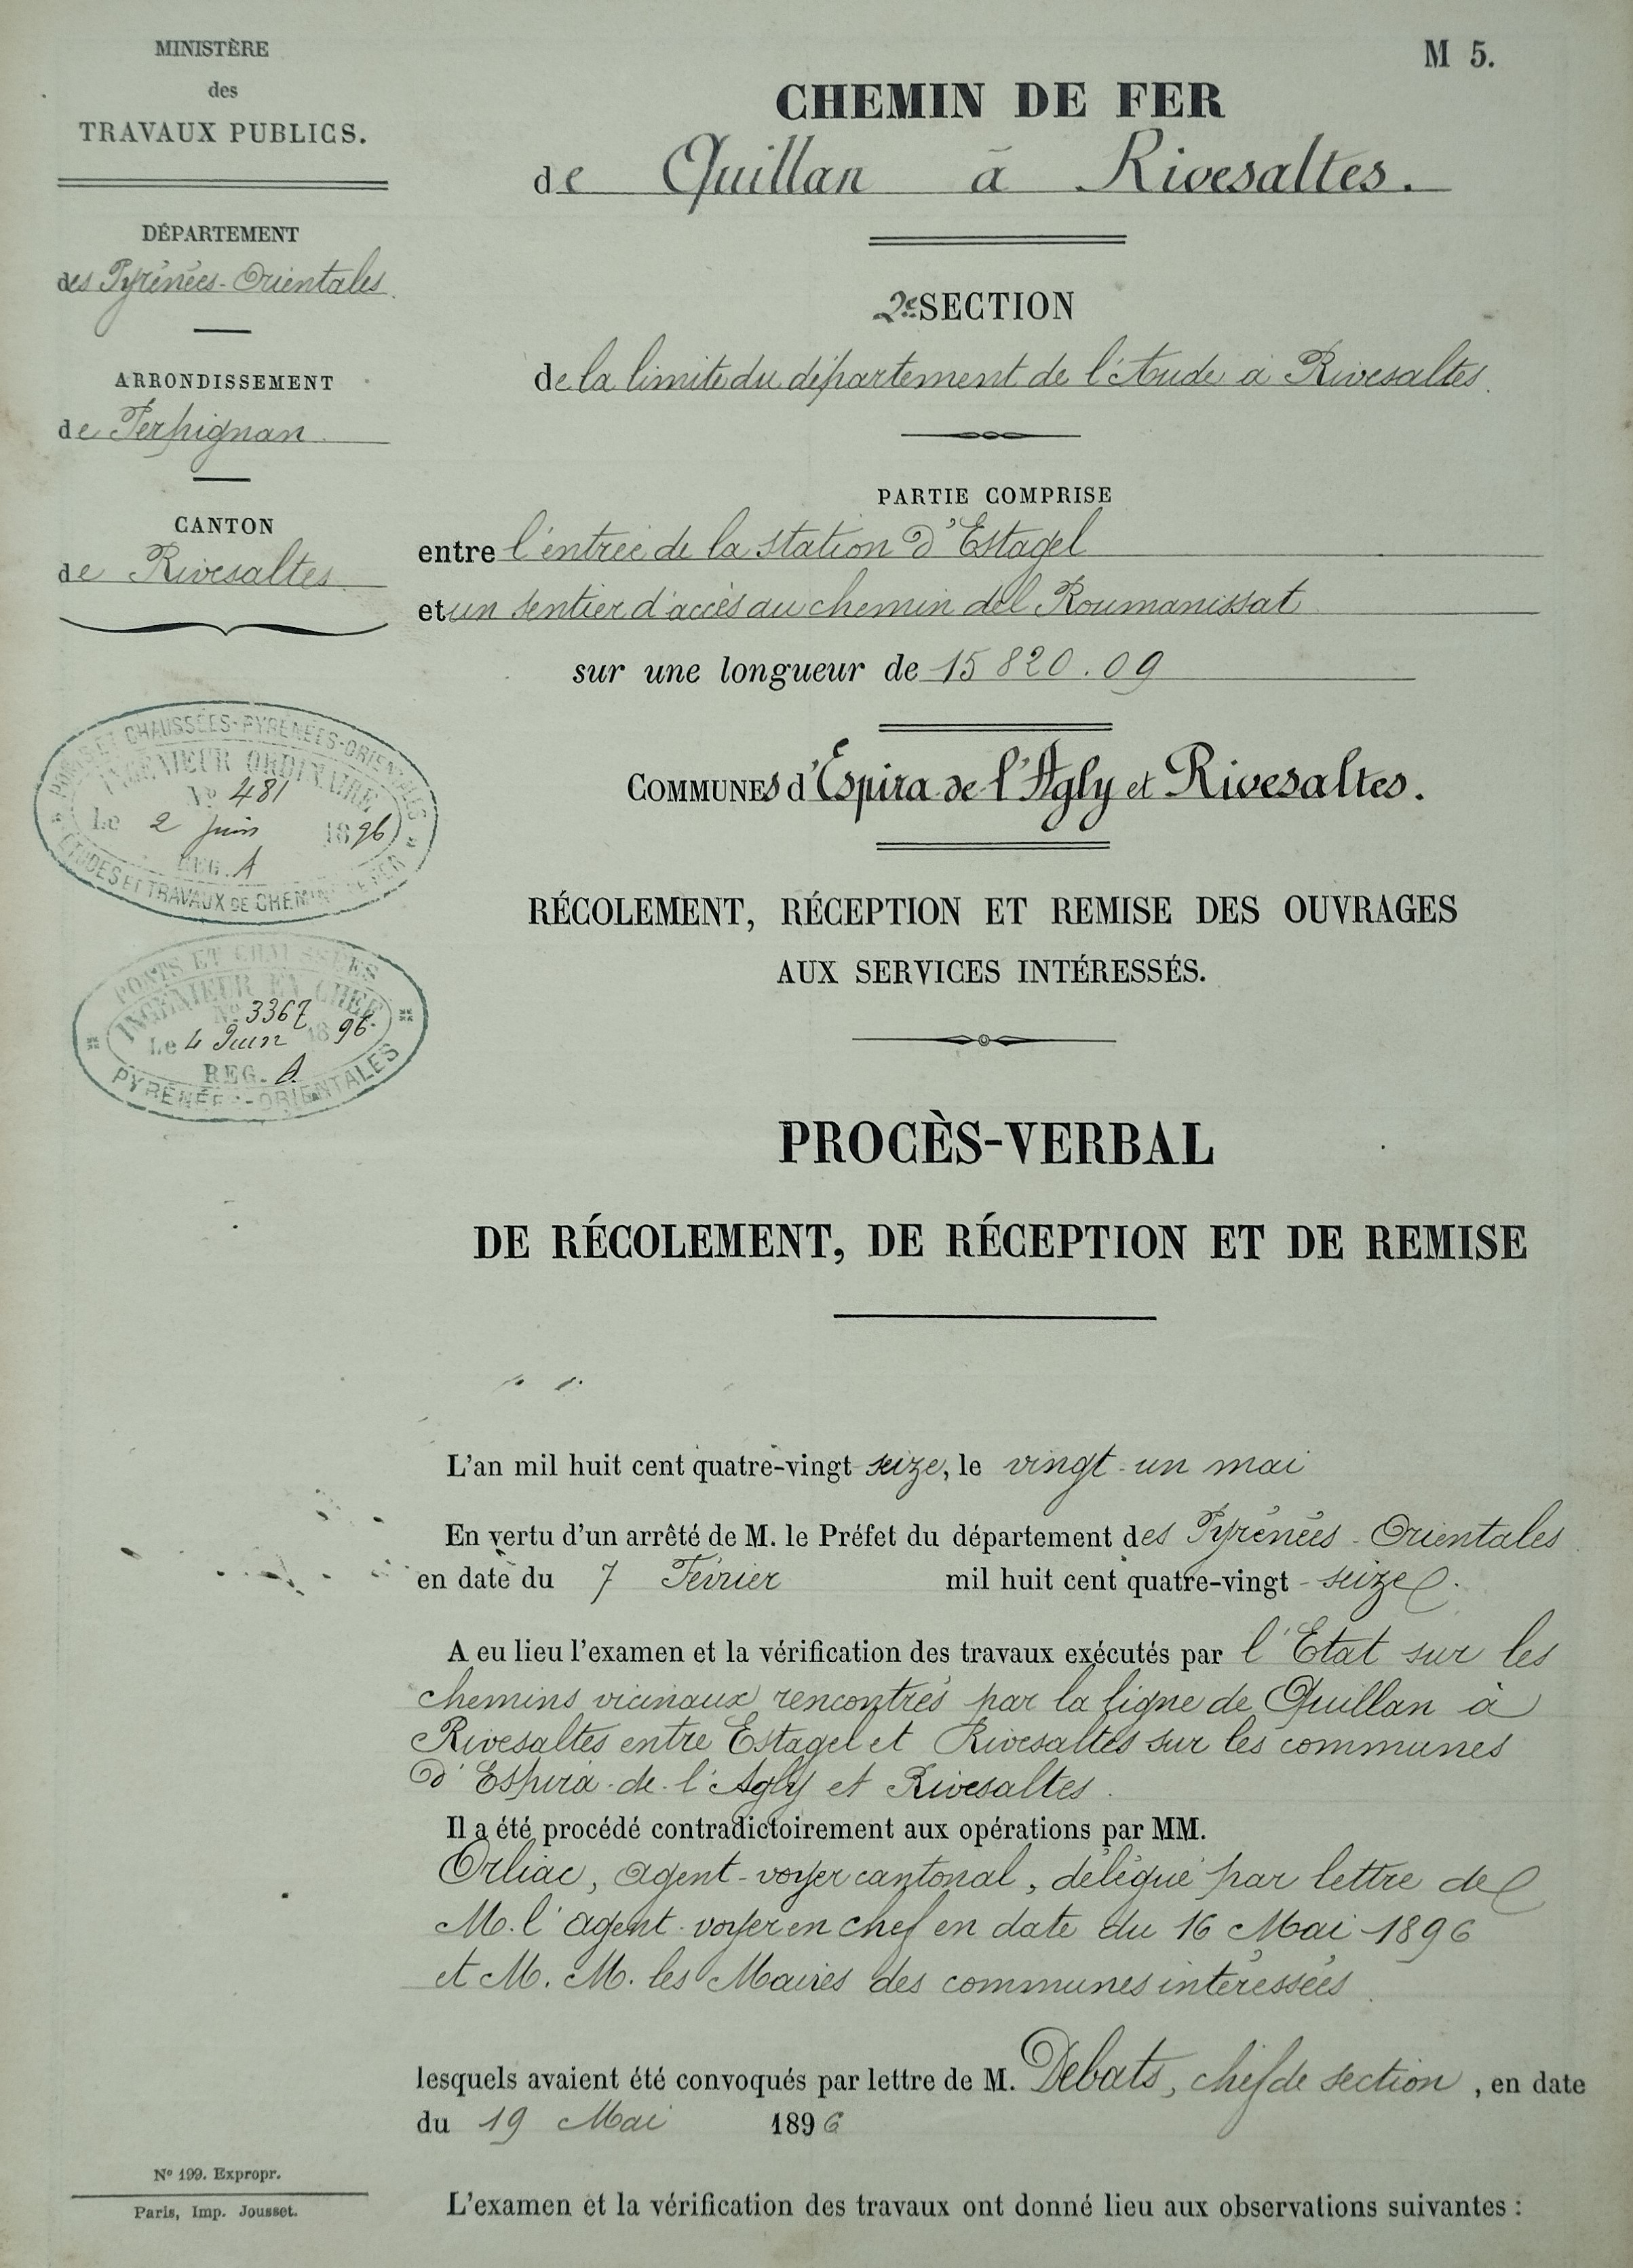 MINISTÈRE
des
TRAVAUX PUBLICS.
DÉPARTEMENT
des Pyrénées-Orientales.
ARRONDISSEMENT
de Perpignan
CANTON
de Rivesaltes
PONTS ET CHAUSSÉES-PYRÉNÉES-ORIENTALES
INGÉNIEUR ORDINAIRE
No 481
Le 2 Juin 1896
REG. A
ETUDES ET TRAVAUX DE CHEMINS DE FER
PONTS ET CHAUSSÉES
INGÉNIEUR EN CHEF
No 3367
Le 4 Juin 1896.
REG. A.
PYRÉNÉES-ORIENTALES
M 5.
CHEMIN DE FER
de Quillan à Rivesaltes.
2e SECTION
de la limite du département de l'Aude à Rivesaltes.
PARTIE COMPRISE
entre l'entrée de la station d'Estagel
et un sentier d'accès au chemin del Roumanissat
sur une longueur de 15820.09
COMMUNES d'Espira-de-l'Agly et Rivesaltes.
RÉCOLEMENT, RÉCEPTION ET REMISE DES OUVRAGES
AUX SERVICES INTÉRESSÉS.
PROCÈS-VERBAL
DE RÉCOLEMENT, DE RÉCEPTION ET DE REMISE
L'an mil huit cent quatre-vingt seize, le vingt-un mai
En vertu d'un arrêté de M. le Préfet du département des Pyrénées-Orientales.
en date du 7 Février mil huit cent quatre-vingt-seize.
A eu lieu l'examen et la vérification des travaux exécutés par l'Etat sur les
chemins vicinaux rencontrés par la ligne de Quillan à
Rivesaltes entre Estagel et Rivesaltes sur les communes
d'Espira-de-l'Agly et Rivesaltes.
Il a été procédé contradictoirement aux opérations par MM.
Orliac, agent-voyer cantonal, délégué par lettre de
M. l'agent-voyer en chef en date du 16 Mai 1896
et M. M. les Maires des communes intéressées.
lesquels avaient été convoqués par lettre de M. Debats, chef de section, en date
du 19 Mai 1896
L'examen et la vérification des travaux ont donné lieu aux observations suivantes :
No 199. Expropr.
Paris, Imp. Jousset.